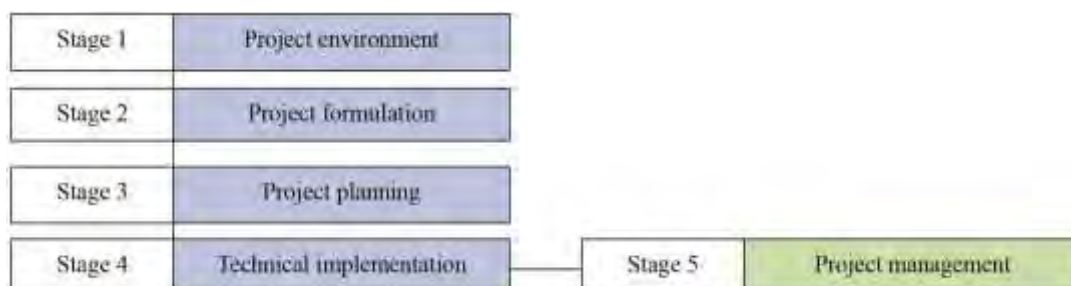 Stage 1 Project environment
Stage 2 Project formulation
Stage 3 Project planning
Stage 4 Technical implementation Stage 5 Project management